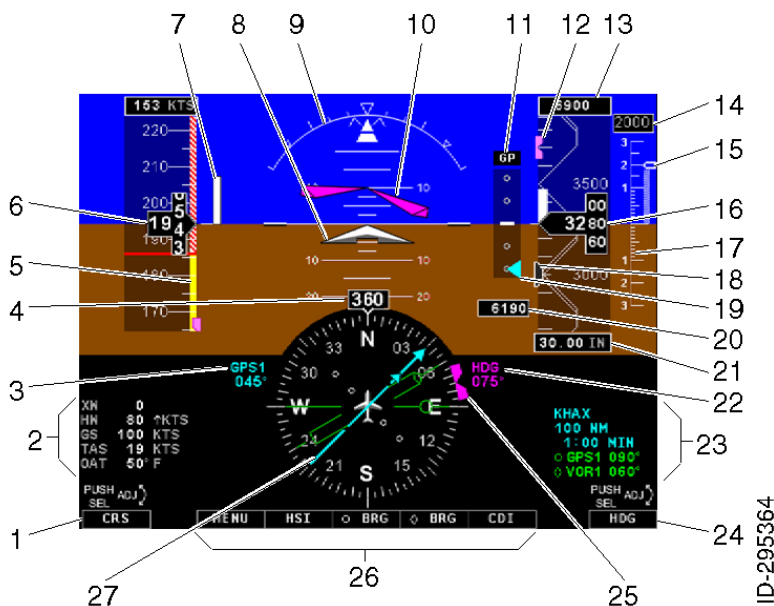 7 8 9 10 11 12 13
153 KTS
6900
14
2000
3
220
2
15
210
10
10
GP
1
200
3500
6
19
5
4
3
32
00
80
60
16
190
17
5
180
10
10
1
3000
18
2
4
20
360
20
19
170
3
6190
20
30.00 IN
21
3
GPS1
045°
N
33
03
30
06
W
E
24
12
21
15
S
HDG
075°
22
2
XW 0
HW 80 ↑KTS
GS 100 KTS
TAS 19 KTS
OAT 50° F
KHAX
100 NM
1:00 MIN
GPS1 090°
VOR1 060°
23
PUSH
SEL
ADJ
PUSH
SEL
ADJ
1
CRS
MENU
HSI
BRG
BRG
CDI
HDG
24
27
26
25
ID-295364